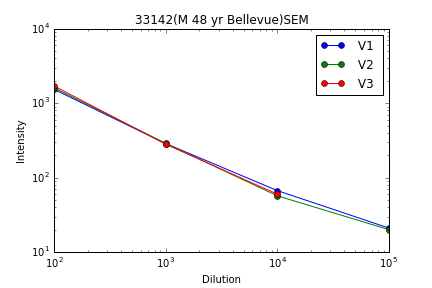 33142(M 48 yr Bellevue)SEM
10^4
10^3
10^2
10^1
Intensity
V1
V2
V3
10^2 10^3 10^4 10^5
Dilution